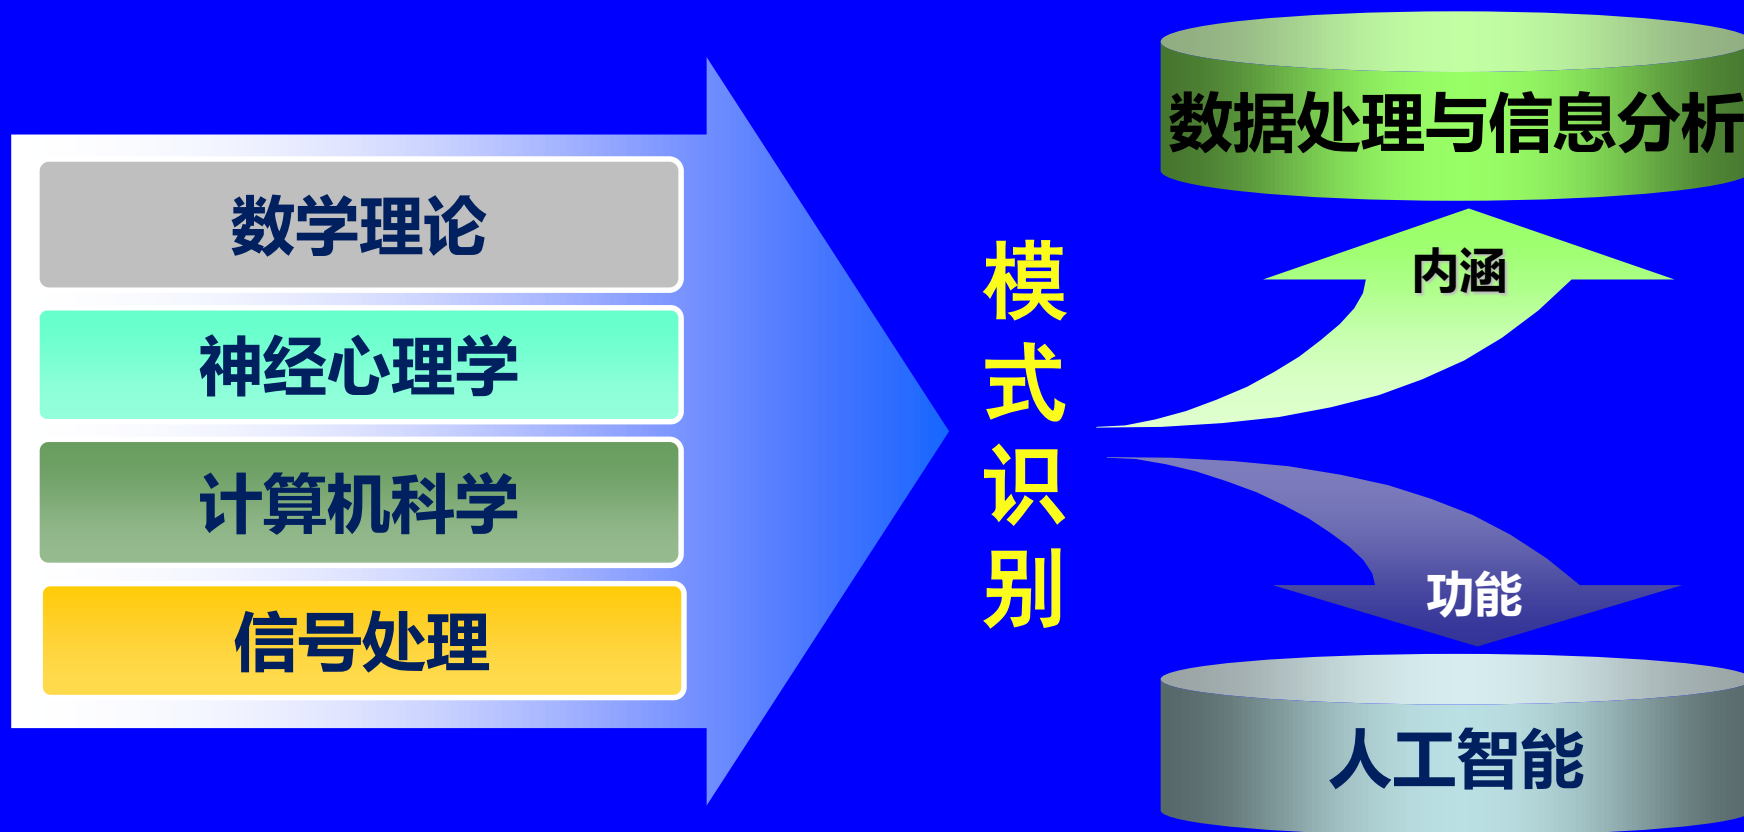 数学理论
神经心理学
计算机科学
信号处理
模
式
识
别
数据处理与信息分析
内涵
功能
人工智能